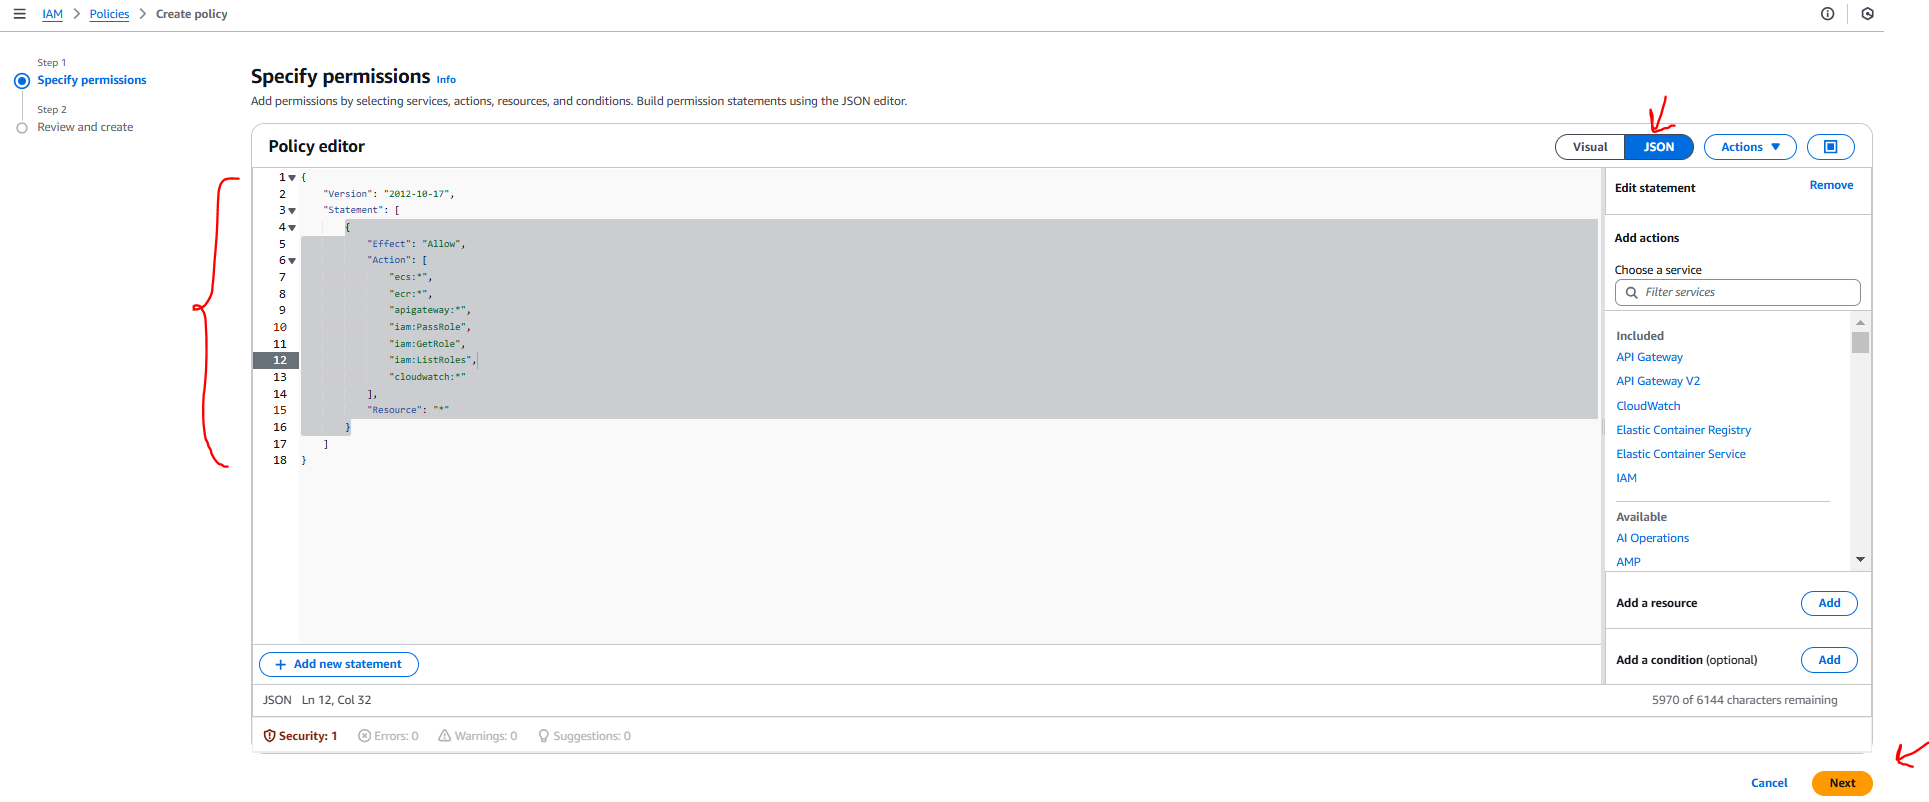 IAM > Policies > Create policy
Step 1
Specify permissions
Step 2
Review and create
Specify permissions Info
Add permissions by selecting services, actions, resources, and conditions. Build permission statements using the JSON editor.
Policy editor
Visual JSON Actions
1 {
2 "Version": "2012-10-17",
3 "Statement": [
4 {
5 "Effect": "Allow",
6 "Action": [
7 "ecs:*",
8 "ecr:*",
9 "apigateway:*",
10 "iam:PassRole",
11 "iam:GetRole",
12 "iam:ListRoles",
13 "cloudwatch:*"
14 ],
15 "Resource": "*"
16 }
17 ]
18 }
Edit statement Remove
Add actions
Choose a service
Filter services
Included
API Gateway
API Gateway V2
CloudWatch
Elastic Container Registry
Elastic Container Service
IAM
Available
AI Operations
AMP
Add a resource Add
Add a condition (optional) Add
+ Add new statement
JSON Ln 12, Col 32 5970 of 6144 characters remaining
Security: 1 Errors: 0 Warnings: 0 Suggestions: 0
Cancel Next